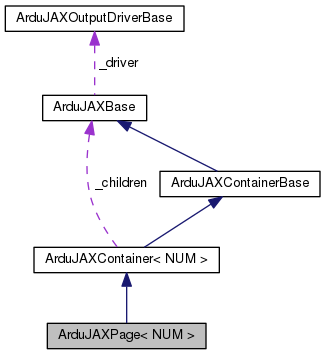 ArduJAXOutputDriverBase
_driver
ArduJAXBase
_children
ArduJAXContainerBase
ArduJAXContainer< NUM >
ArduJAXPage< NUM >